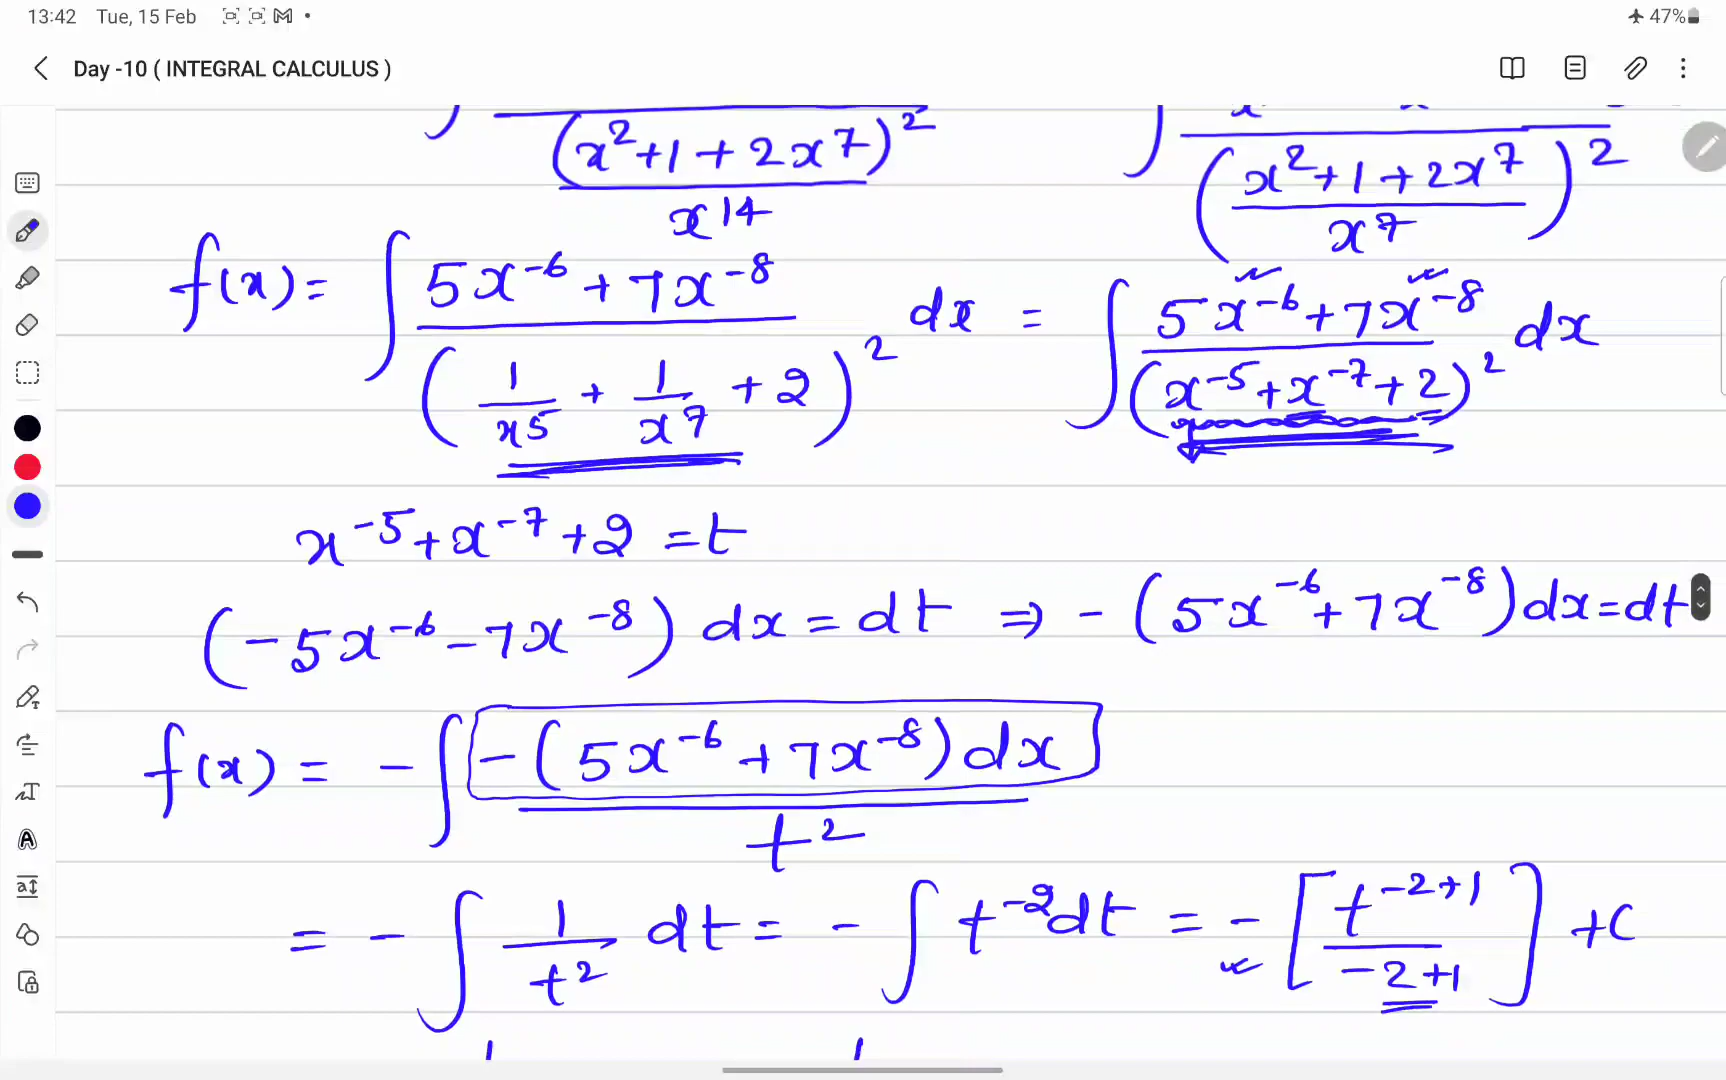 13:42 Tue, 15 Feb 47%
Day -10 ( INTEGRAL CALCULUS )
∫ ――― / ((x²+1+2x⁷)² / x¹⁴) ∫ ――― / ((x²+1+2x⁷) / x⁷)²
f(x) = ∫ (5x⁻⁶ + 7x⁻⁸) / (1/x⁵ + 1/x⁷ + 2)² dx = ∫ (5x⁻⁶ + 7x⁻⁸) / (x⁻⁵ + x⁻⁷ + 2)² dx
x⁻⁵ + x⁻⁷ + 2 = t
(-5x⁻⁶ - 7x⁻⁸) dx = dt ⇒ - (5x⁻⁶ + 7x⁻⁸) dx = dt
f(x) = - ∫ -(5x⁻⁶ + 7x⁻⁸) dx / t²
= - ∫ 1/t² dt = - ∫ t⁻² dt = - [t⁻²⁺¹ / -2+1] + C